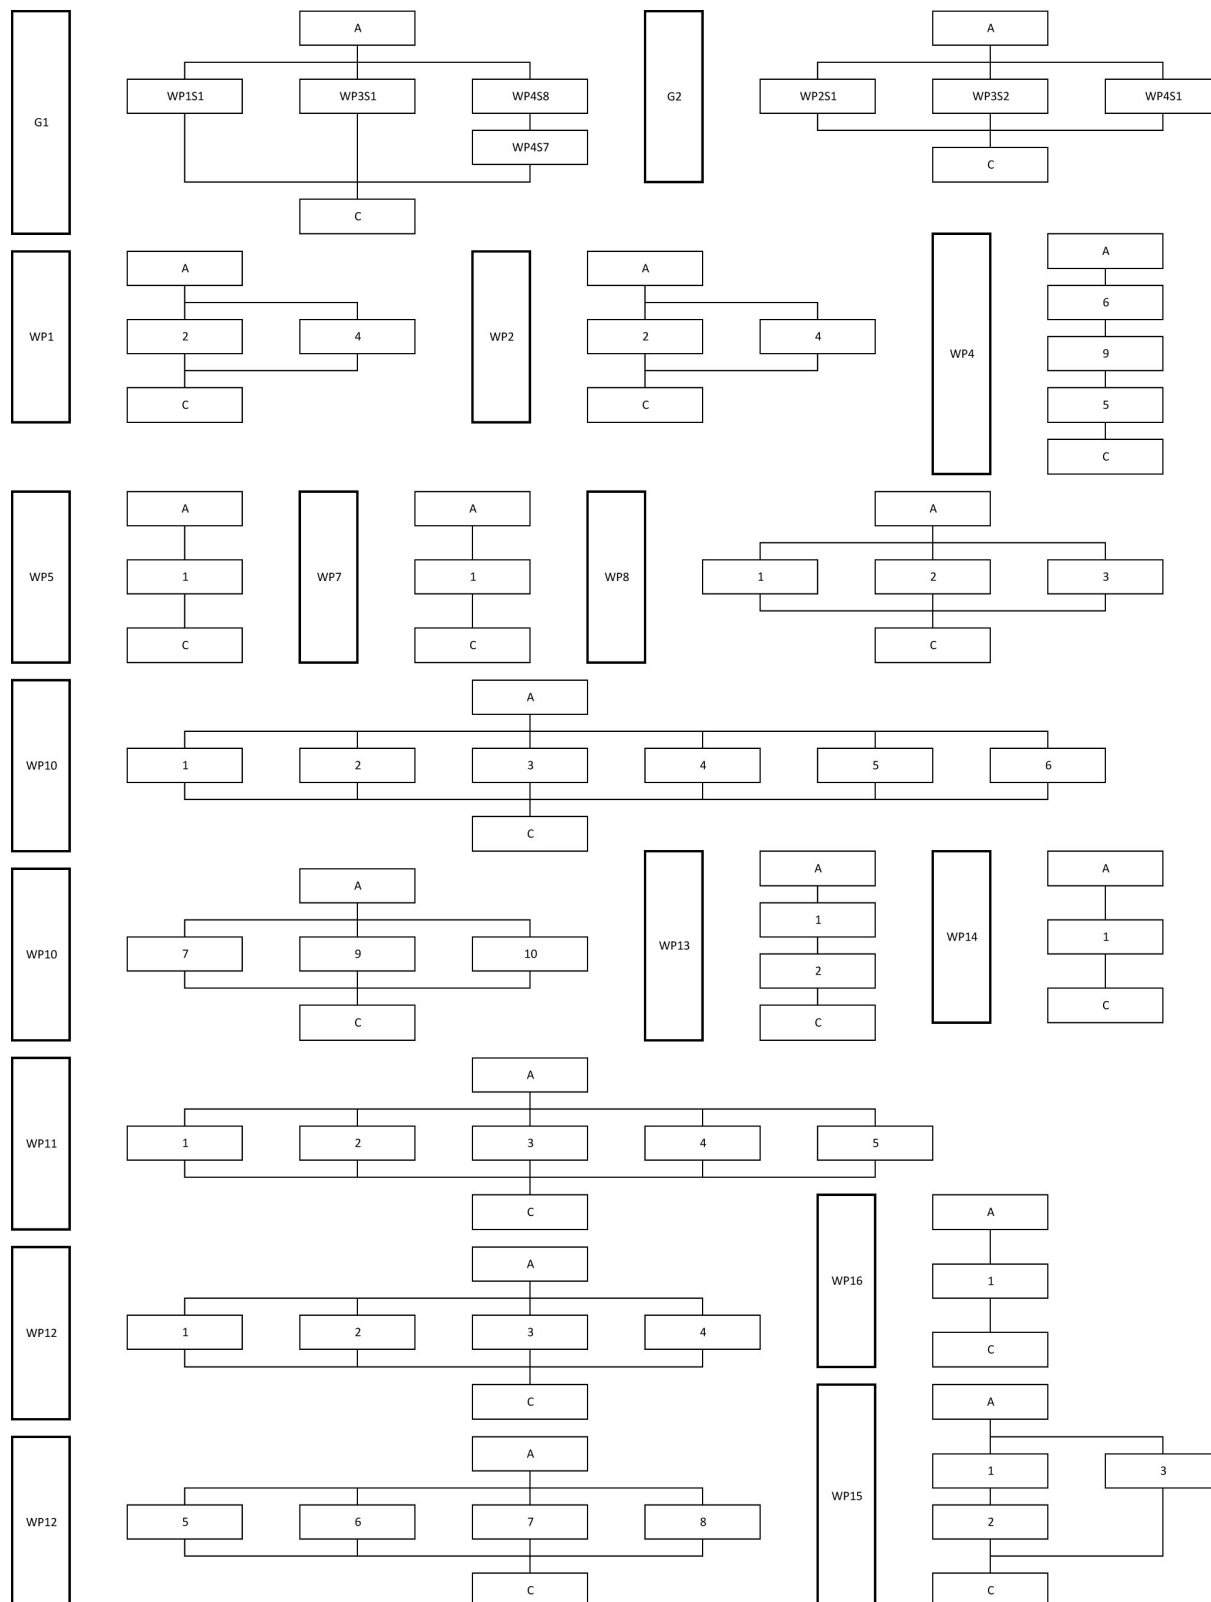 G1
A
WP1S1 WP3S1 WP4S8
WP4S7
C
G2
A
WP2S1 WP3S2 WP4S1
C
WP1
A
2 4
C
WP2
A
2 4
C
WP4
A
6
9
5
C
WP5
A
1
C
WP7
A
1
C
WP8
A
1 2 3
C
WP10
A
1 2 3 4 5 6
C
WP10
A
7 9 10
C
WP13
A
1
2
C
WP14
A
1
C
WP11
A
1 2 3 4 5
C
WP16
A
1
C
WP12
A
1 2 3 4
C
WP15
A
1 3
2
C
WP12
A
5 6 7 8
C